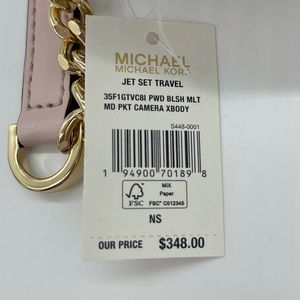 MICHAEL
MICHAEL KORS
JET SET TRAVEL
35F1GTVC8I PWD BLSH MLT
MD PKT CAMERA XBODY
S448-0001
1 94900 70189 8
FSC
MIX
Paper
FSC® C012345
NS
OUR PRICE $348.00